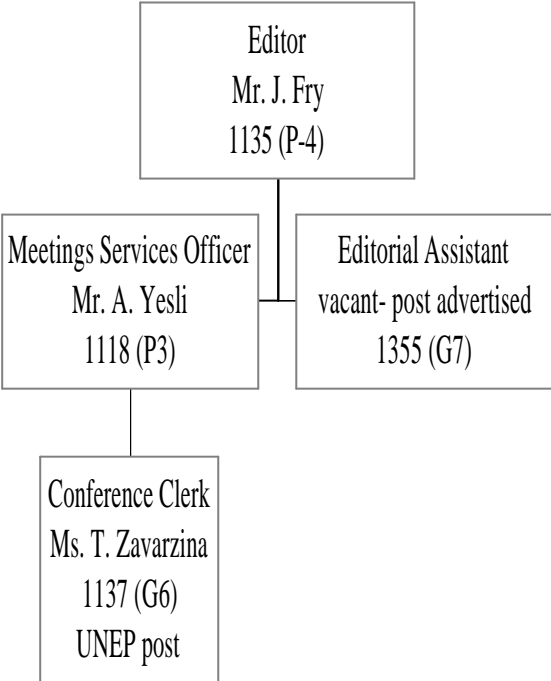 Editor
Mr. J. Fry
1135 (P-4)
Meetings Services Officer
Mr. A. Yesli
1118 (P3)
Editorial Assistant
vacant- post advertised
1355 (G7)
Conference Clerk
Ms. T. Zavarzina
1137 (G6)
UNEP post